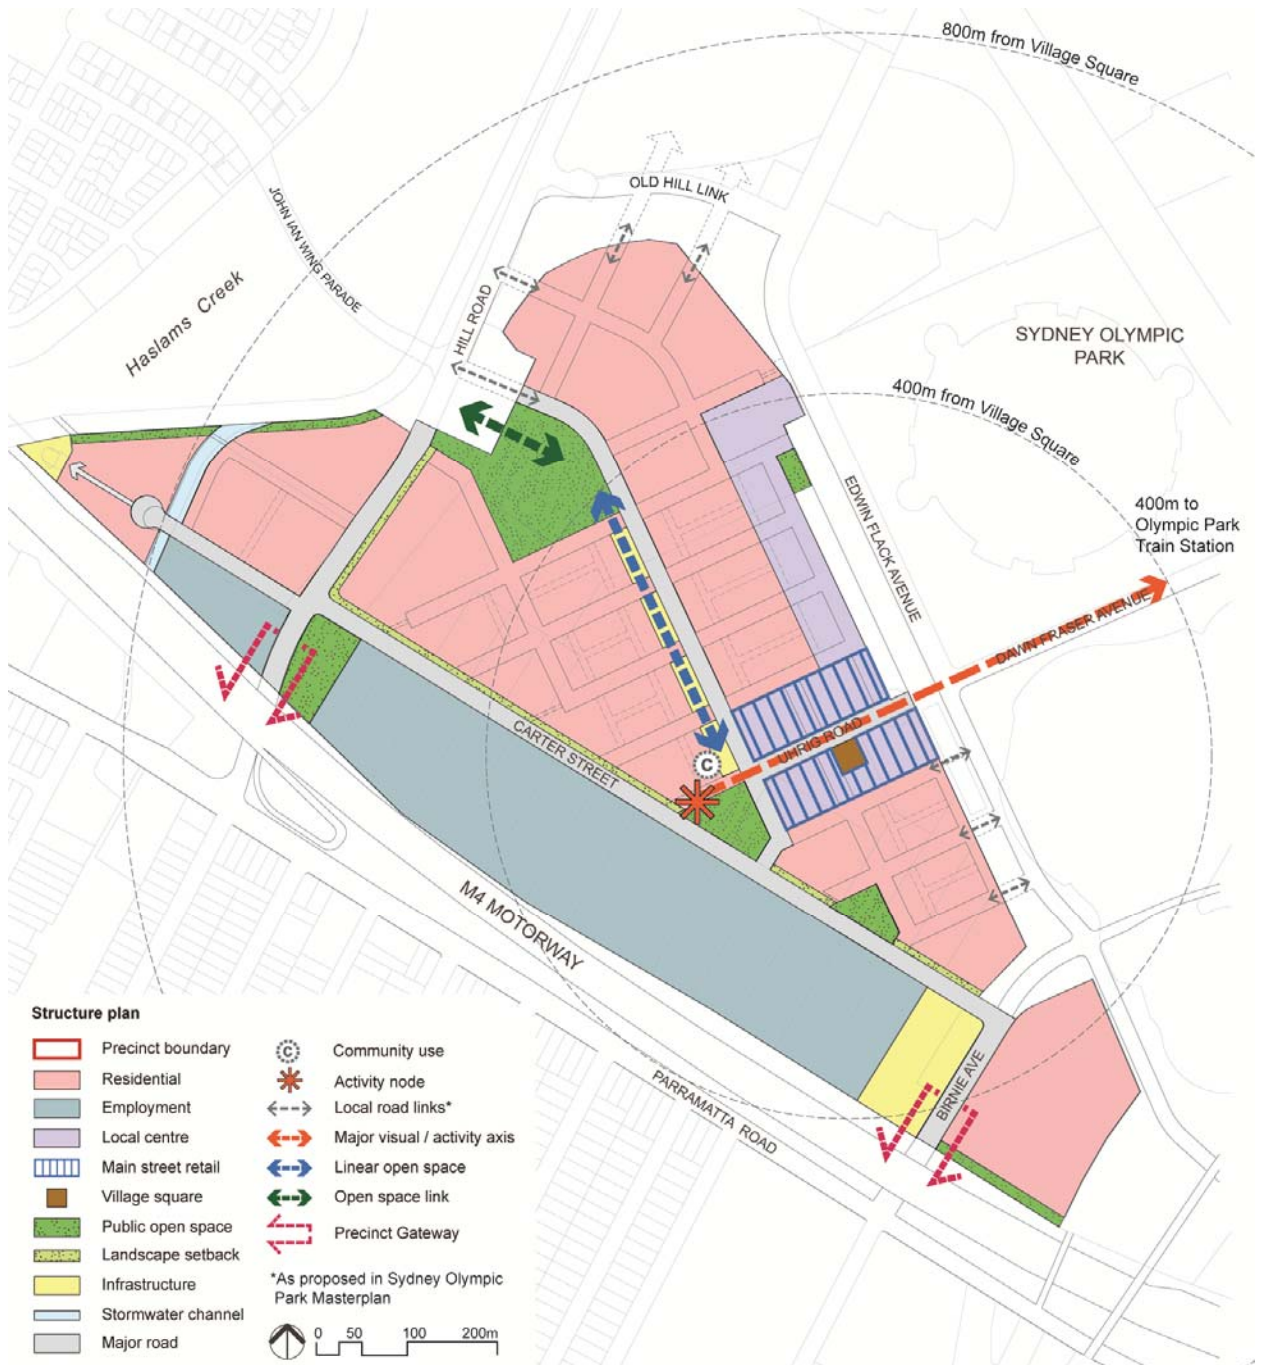 800m from Village Square
OLD HILL LINK
JOHN IAN WING PARADE
Haslams Creek
HILL ROAD
SYDNEY OLYMPIC
PARK
400m from Village Square
EDWIN FLACK AVENUE
400m to
Olympic Park
Train Station
DAWN FRASER AVENUE
UHRIG ROAD
CARTER STREET
C
M4 MOTORWAY
BIRNIE AVE
PARRAMATTA ROAD
Structure plan
Precinct boundary
Residential
Employment
Local centre
Main street retail
Village square
Public open space
Landscape setback
Infrastructure
Stormwater channel
Major road
C
Community use
Activity node
Local road links*
Major visual / activity axis
Linear open space
Open space link
Precinct Gateway
*As proposed in Sydney Olympic
Park Masterplan
0 50 100 200m